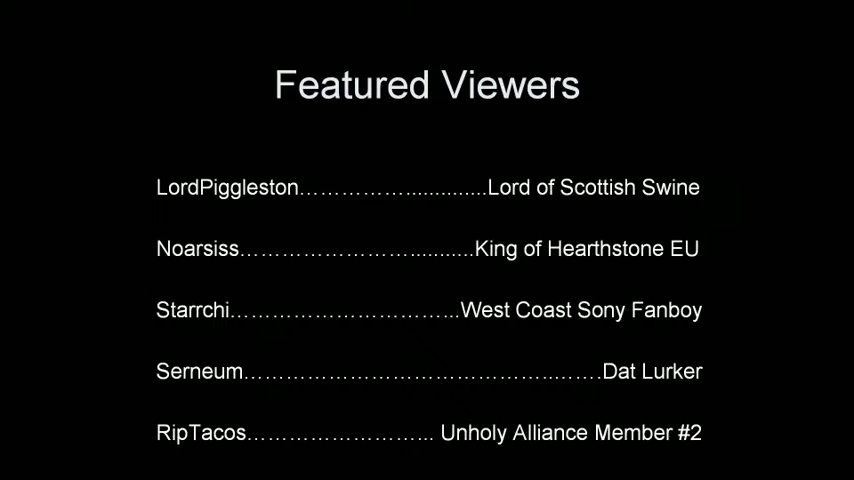 Featured Viewers
LordPiggleston……………..............Lord of Scottish Swine
Noarsiss……………………...........King of Hearthstone EU
Starrchi…………………………...West Coast Sony Fanboy
Serneum……………………………………..…….Dat Lurker
RipTacos……………………... Unholy Alliance Member #2